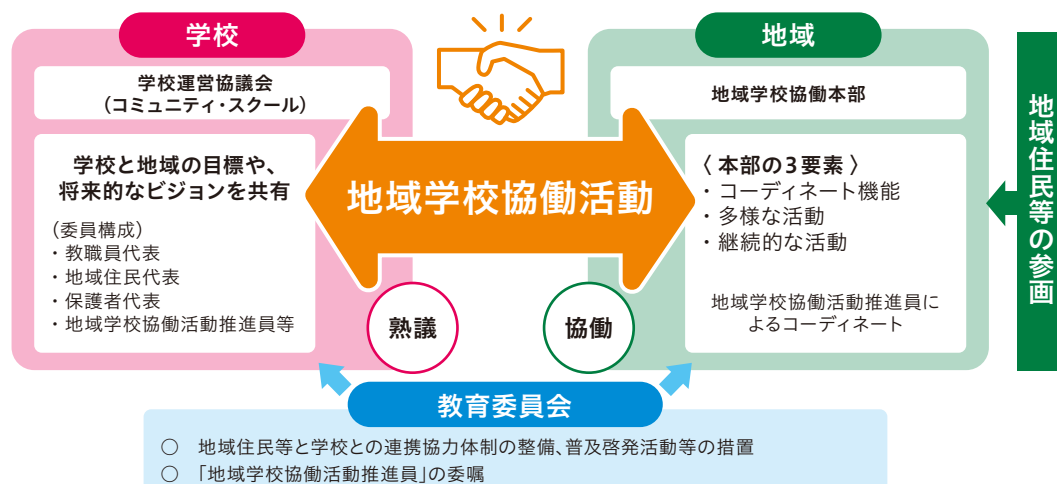 学校
学校運営協議会
(コミュニティ・スクール)
学校と地域の目標や、
将来的なビジョンを共有
(委員構成)
・教職員代表
・地域住民代表
・保護者代表
・地域学校協働活動推進員等
地域学校協働活動
熟議
協働
地域
地域学校協働本部
〈 本部の3要素 〉
・コーディネート機能
・多様な活動
・継続的な活動
地域学校協働活動推進員に
よるコーディネート
地域住民等の参画
教育委員会
○ 地域住民等と学校との連携協力体制の整備、普及啓発活動等の措置
○ 「地域学校協働活動推進員」の委嘱